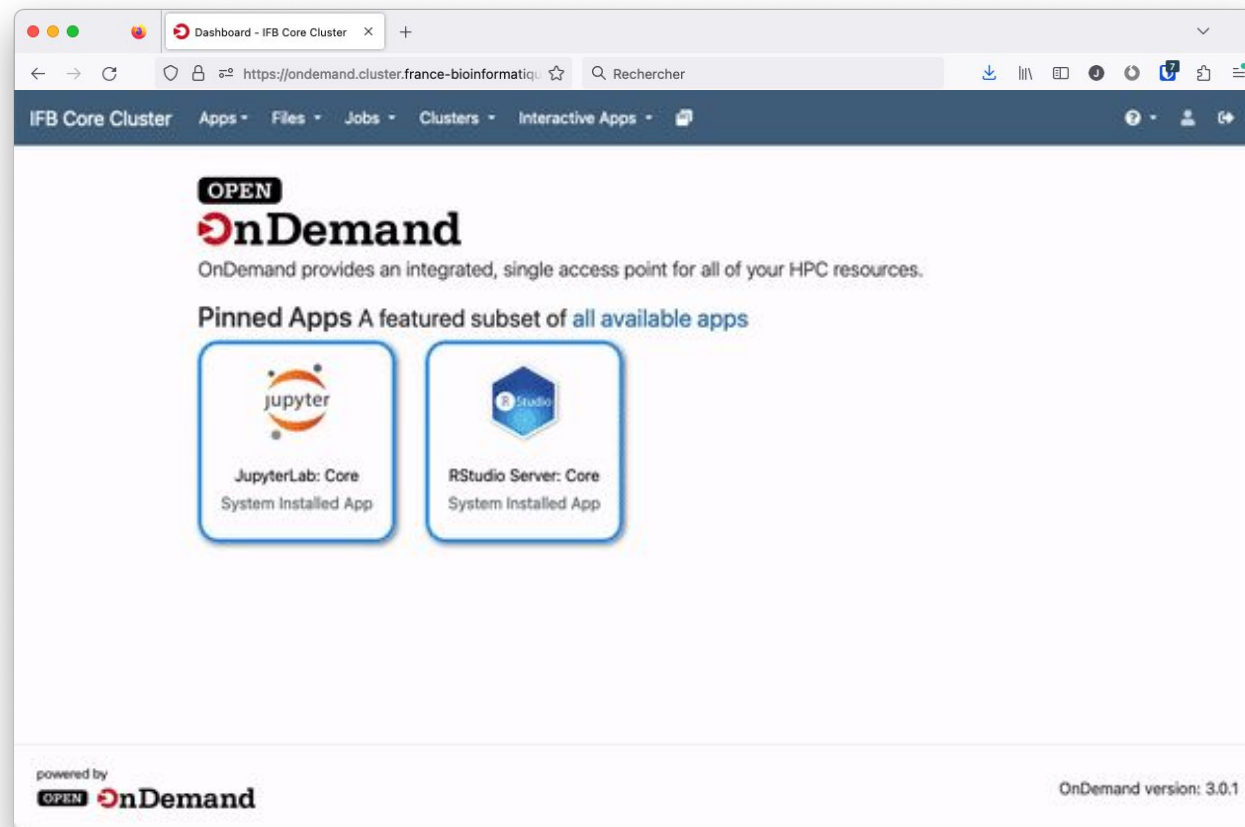 Dashboard - IFB Core Cluster
https://ondemand.cluster.france-bioinformatiqu
Rechercher
7
J
IFB Core Cluster Apps Files Jobs Clusters Interactive Apps
OPEN
OnDemand
OnDemand provides an integrated, single access point for all of your HPC resources.
Pinned Apps A featured subset of all available apps
jupyter
R Studio
JupyterLab: Core
RStudio Server: Core
System Installed App
System Installed App
powered by
OPEN OnDemand
OnDemand version: 3.0.1